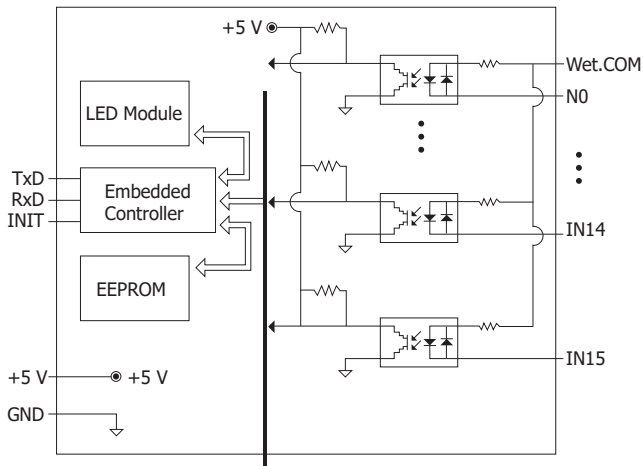 +5 V
Wet.COM
N0
LED Module
TxD
RxD
INIT
Embedded
Controller
IN14
EEPROM
IN15
+5 V
+5 V
GND